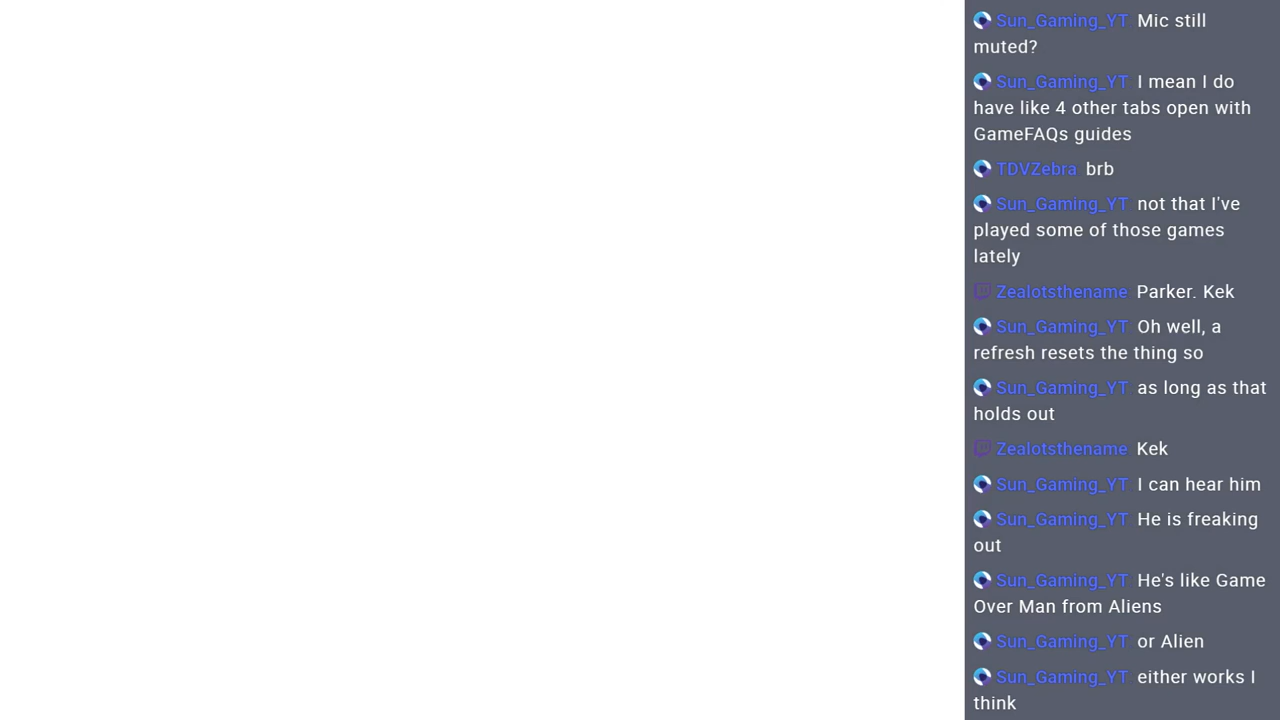 Sun_Gaming_YT Mic still
muted?
Sun_Gaming_YT I mean I do
have like 4 other tabs open with
GameFAQs guides
TDVZebra brb
Sun_Gaming_YT not that I've
played some of those games
lately
Zealotsthename Parker. Kek
Sun_Gaming_YT Oh well, a
refresh resets the thing so
Sun_Gaming_YT as long as that
holds out
Zealotsthename Kek
Sun_Gaming_YT I can hear him
Sun_Gaming_YT He is freaking
out
Sun_Gaming_YT He's like Game
Over Man from Aliens
Sun_Gaming_YT or Alien
Sun_Gaming_YT either works I
think